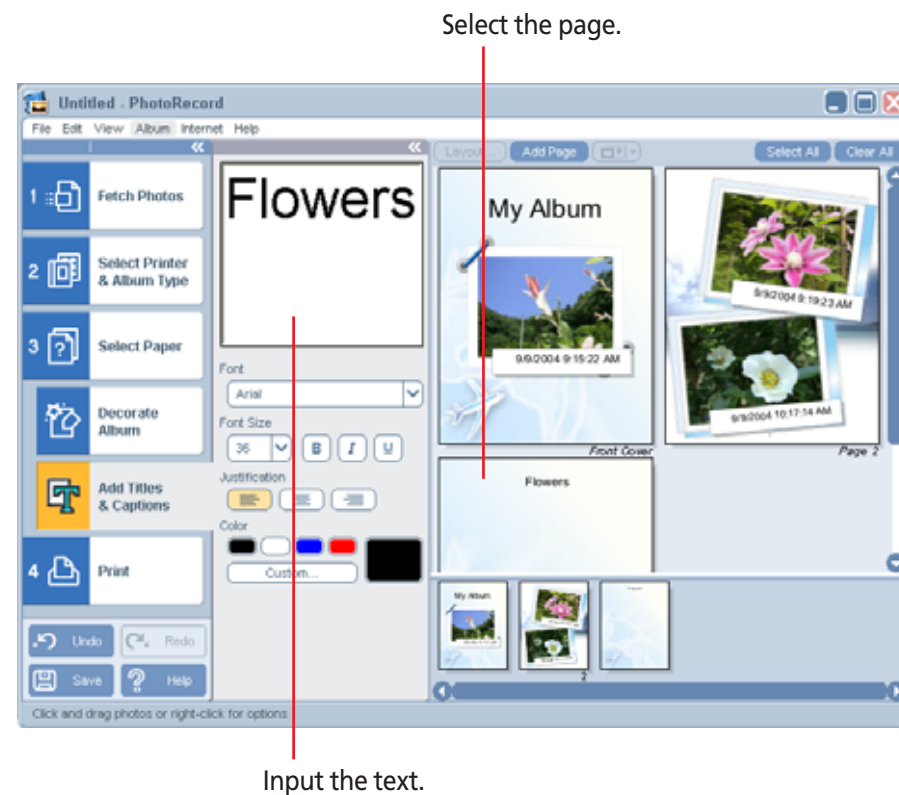 Select the page.
Untitled - PhotoRecord
File Edit View Album Internet Help
Layout... Add Page Select All Clear All
1 Fetch Photos
2 Select Printer
& Album Type
3 Select Paper
Decorate
Album
Add Titles
& Captions
4 Print
Undo Redo
Save Help
Flowers
Font
Arial
Font Size
36 B I U
Justification
Color
Custom...
My Album
9/9/2004 9:15:22 AM
Front Cover
9/9/2004 9:19:23 AM
9/9/2004 10:17:14 AM
Page 2
Flowers
My Album
2
Click and drag photos or right-click for options
Input the text.